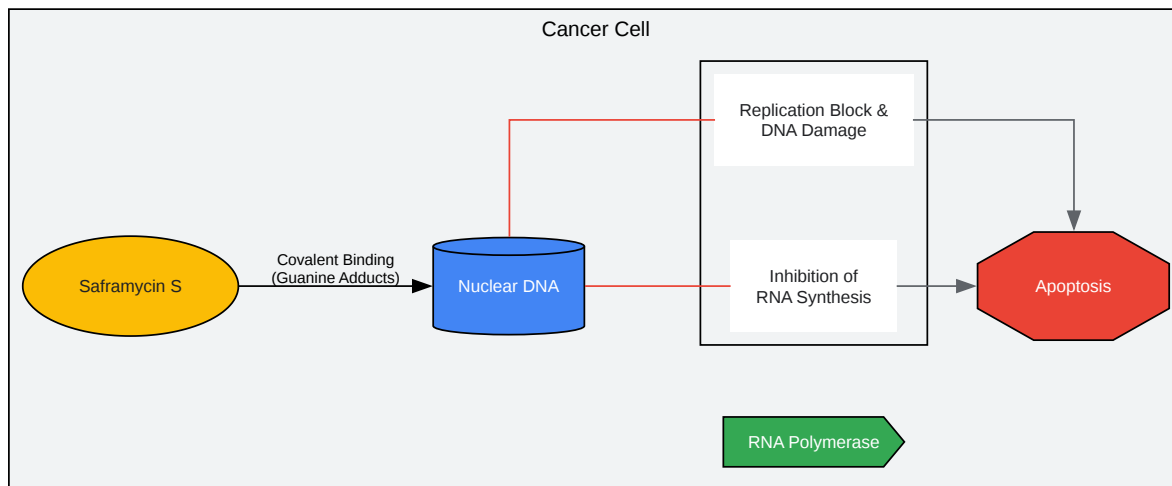 Cancer Cell
Replication Block &
DNA Damage
Saframycin S
Covalent Binding
(Guanine Adducts)
Nuclear DNA
Inhibition of
RNA Synthesis
Apoptosis
RNA Polymerase